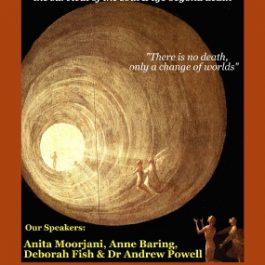 "There is no death,
only a change of worlds"
Our Speakers:
Anita Moorjani, Anne Baring,
Deborah Fish & Dr Andrew Powell